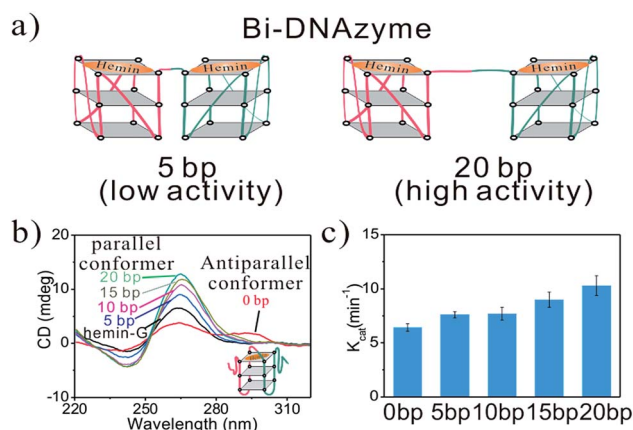 a)
Bi-DNAzyme
Hemin
Hemin
Hemin
Hemin
5 bp
(low activity)
20 bp
(high activity)
b)
CD (mdeg)
20
10
0
-10
parallel
conformer
20 bp
15 bp
10 bp
5 bp
hemin-G
Antiparallel
conformer
0 bp
220
250
280
310
Wavelength (nm)
c)
Kcat(min-1)
15
10
5
0
0bp
5bp
10bp
15bp
20bp